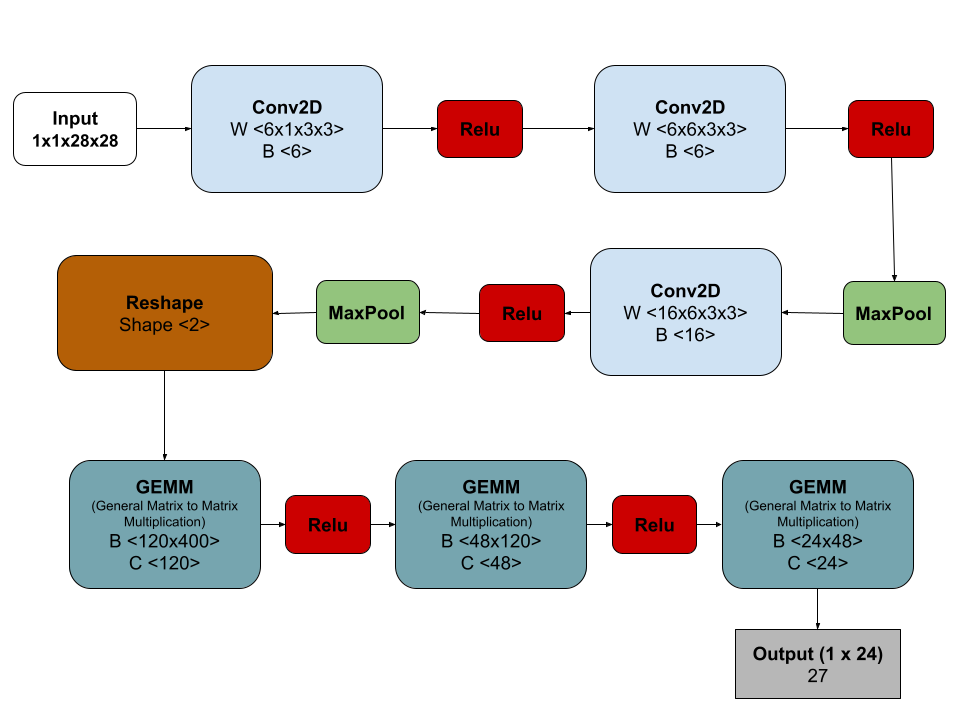 Input
1x1x28x28
Conv2D
W <6x1x3x3>
B <6>
Relu
Conv2D
W <6x6x3x3>
B <6>
Relu
MaxPool
Conv2D
W <16x6x3x3>
B <16>
Relu
MaxPool
Reshape
Shape <2>
GEMM
(General Matrix to Matrix
Multiplication)
B <120x400>
C <120>
Relu
GEMM
(General Matrix to Matrix
Multiplication)
B <48x120>
C <48>
Relu
GEMM
(General Matrix to Matrix
Multiplication)
B <24x48>
C <24>
Output (1 x 24)
27